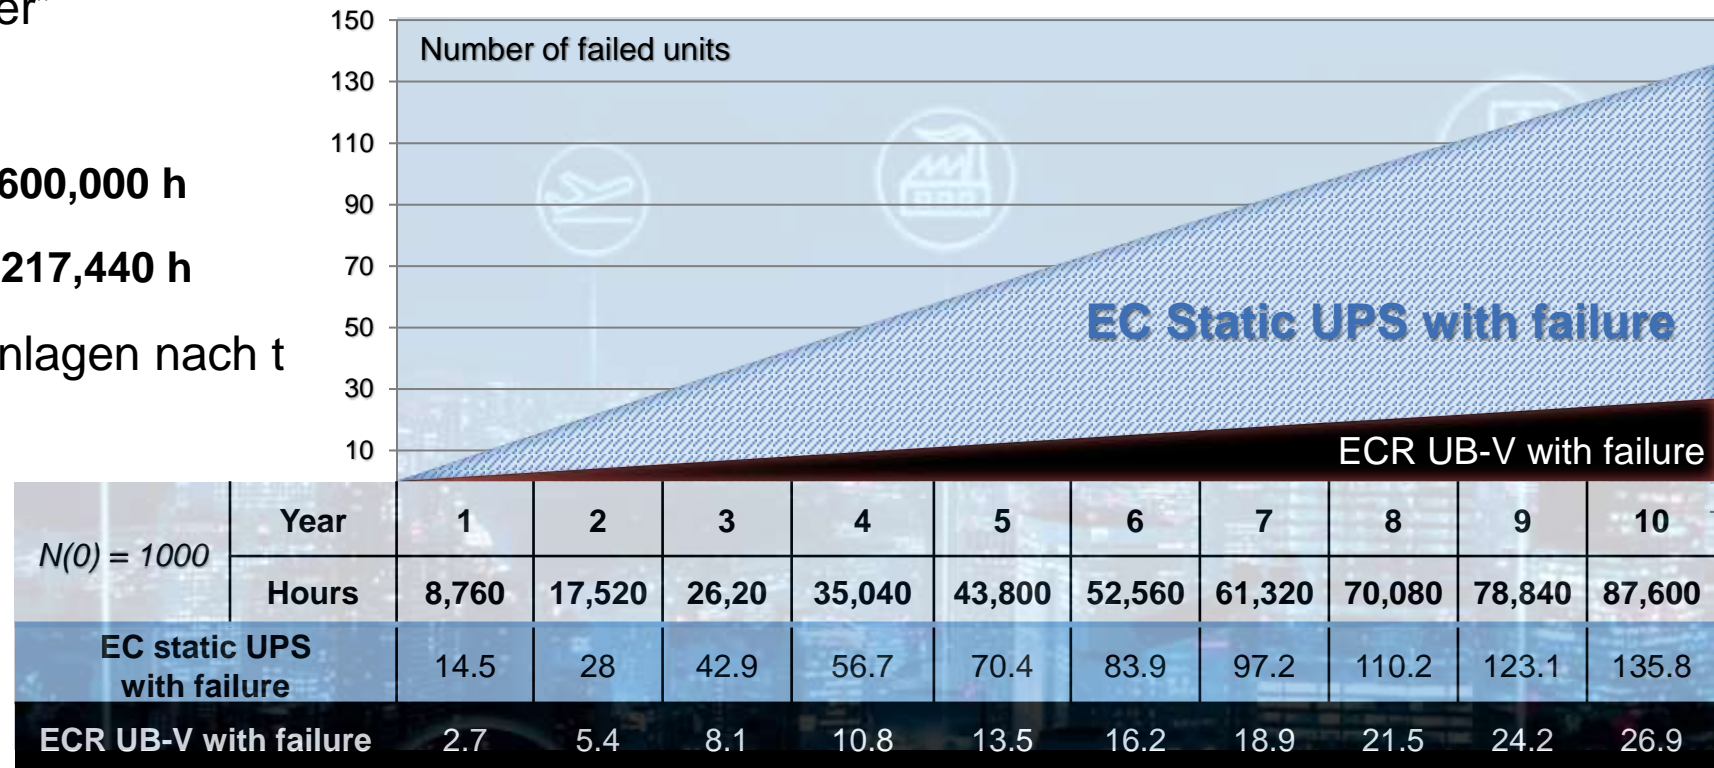 er"
600,000 h
217,440 h
nlagen nach t
Number of failed units
150
130
110
90
70
50
30
10
EC Static UPS with failure
ECR UB-V with failure
N(0) = 1000
Year 1 2 3 4 5 6 7 8 9 10
Hours 8,760 17,520 26,20 35,040 43,800 52,560 61,320 70,080 78,840 87,600
EC static UPS
with failure 14.5 28 42.9 56.7 70.4 83.9 97.2 110.2 123.1 135.8
ECR UB-V with failure 2.7 5.4 8.1 10.8 13.5 16.2 18.9 21.5 24.2 26.9